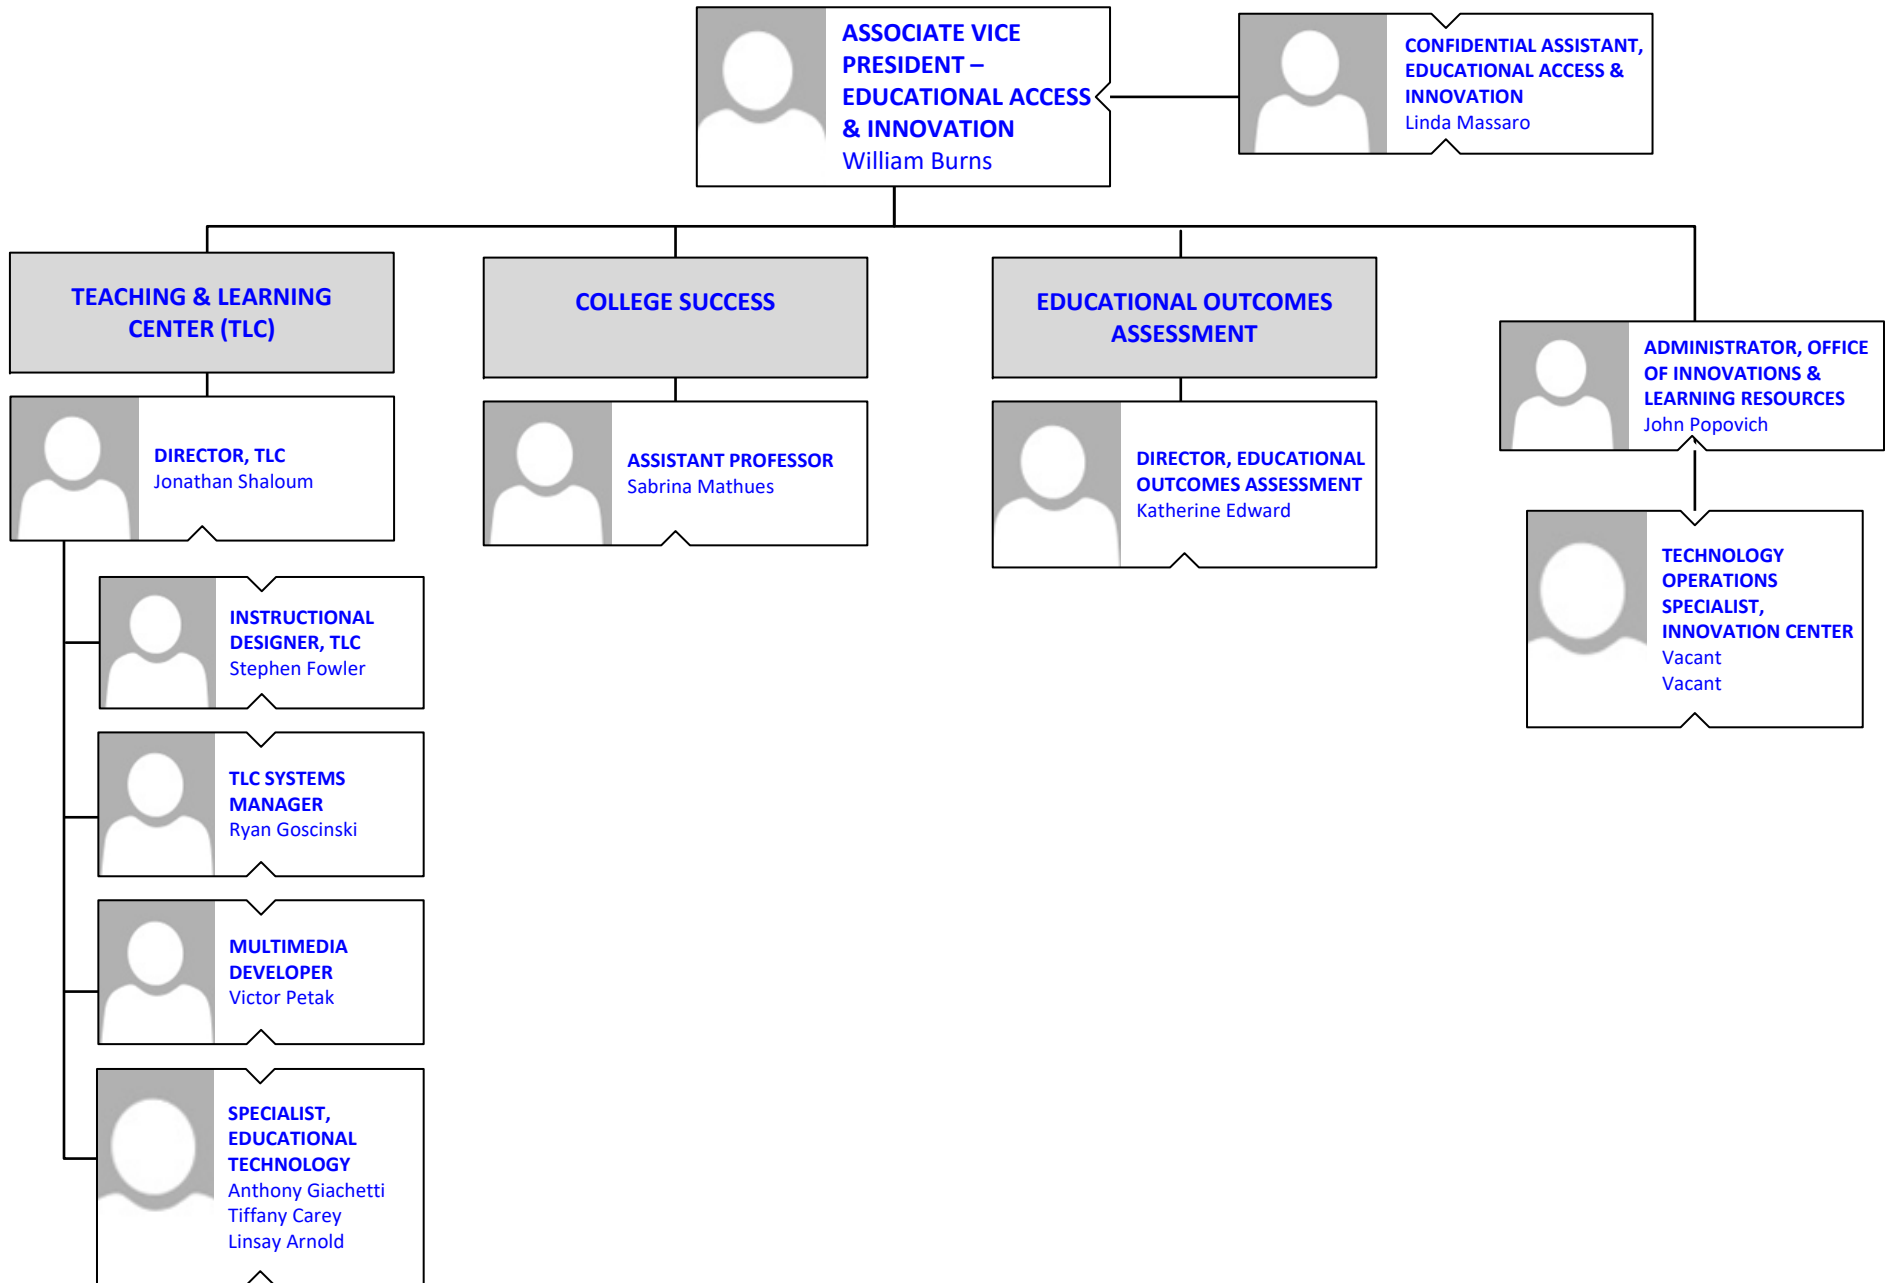 ASSOCIATE VICE
PRESIDENT –
EDUCATIONAL ACCESS
& INNOVATION
William Burns
CONFIDENTIAL ASSISTANT,
EDUCATIONAL ACCESS &
INNOVATION
Linda Massaro
TEACHING & LEARNING
CENTER (TLC)
COLLEGE SUCCESS
EDUCATIONAL OUTCOMES
ASSESSMENT
ADMINISTRATOR, OFFICE
OF INNOVATIONS &
LEARNING RESOURCES
John Popovich
DIRECTOR, TLC
Jonathan Shaloum
ASSISTANT PROFESSOR
Sabrina Mathues
DIRECTOR, EDUCATIONAL
OUTCOMES ASSESSMENT
Katherine Edward
TECHNOLOGY
OPERATIONS
SPECIALIST,
INNOVATION CENTER
Vacant
Vacant
INSTRUCTIONAL
DESIGNER, TLC
Stephen Fowler
TLC SYSTEMS
MANAGER
Ryan Goscinski
MULTIMEDIA
DEVELOPER
Victor Petak
SPECIALIST,
EDUCATIONAL
TECHNOLOGY
Anthony Giachetti
Tiffany Carey
Linsay Arnold